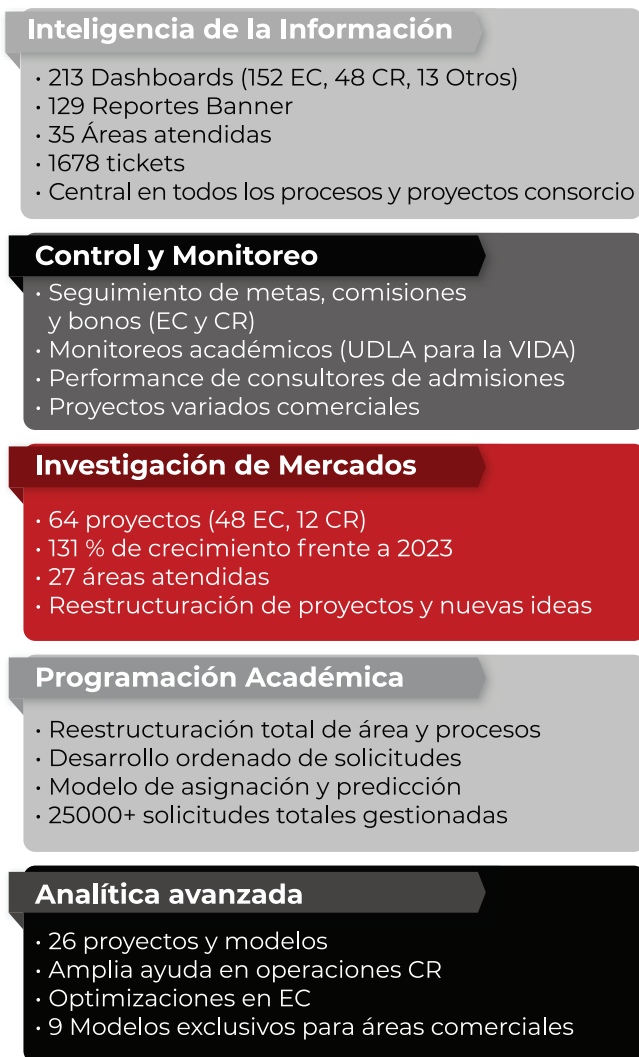 Inteligencia de la Información
· 213 Dashboards (152 EC, 48 CR, 13 Otros)
· 129 Reportes Banner
· 35 Áreas atendidas
· 1678 tickets
· Central en todos los procesos y proyectos consorcio
Control y Monitoreo
· Seguimiento de metas, comisiones
y bonos (EC y CR)
· Monitoreos académicos (UDLA para la VIDA)
· Performance de consultores de admisiones
· Proyectos variados comerciales
Investigación de Mercados
· 64 proyectos (48 EC, 12 CR)
· 131 % de crecimiento frente a 2023
· 27 áreas atendidas
· Reestructuración de proyectos y nuevas ideas
Programación Académica
· Reestructuración total de área y procesos
· Desarrollo ordenado de solicitudes
· Modelo de asignación y predicción
· 25000+ solicitudes totales gestionadas
Analítica avanzada
· 26 proyectos y modelos
· Amplia ayuda en operaciones CR
· Optimizaciones en EC
· 9 Modelos exclusivos para áreas comerciales